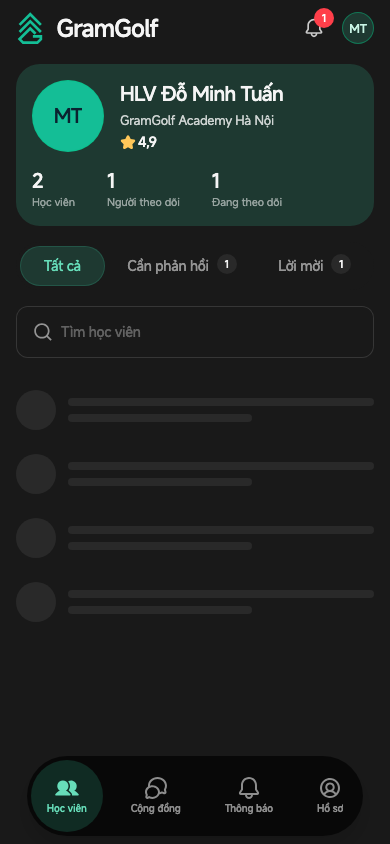 GramGolf
1
MT
MT
HLV Đỗ Minh Tuấn
GramGolf Academy Hà Nội
4,9
2
Học viên
1
Người theo dõi
1
Đang theo dõi
Tất cả
Cần phản hồi 1
Lời mời 1
Tìm học viên
Học viên
Cộng đồng
Thông báo
Hồ sơ